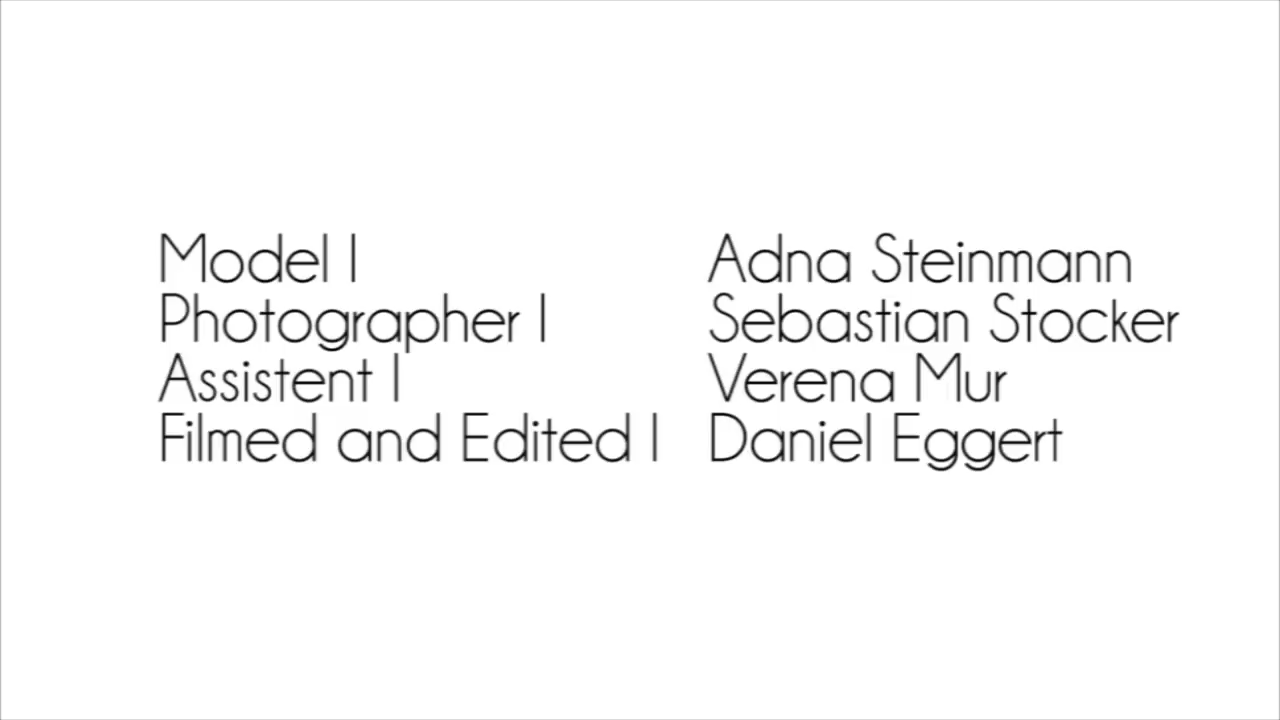 Model | Adna Steinmann
Photographer | Sebastian Stocker
Assistent | Verena Mur
Filmed and Edited | Daniel Eggert